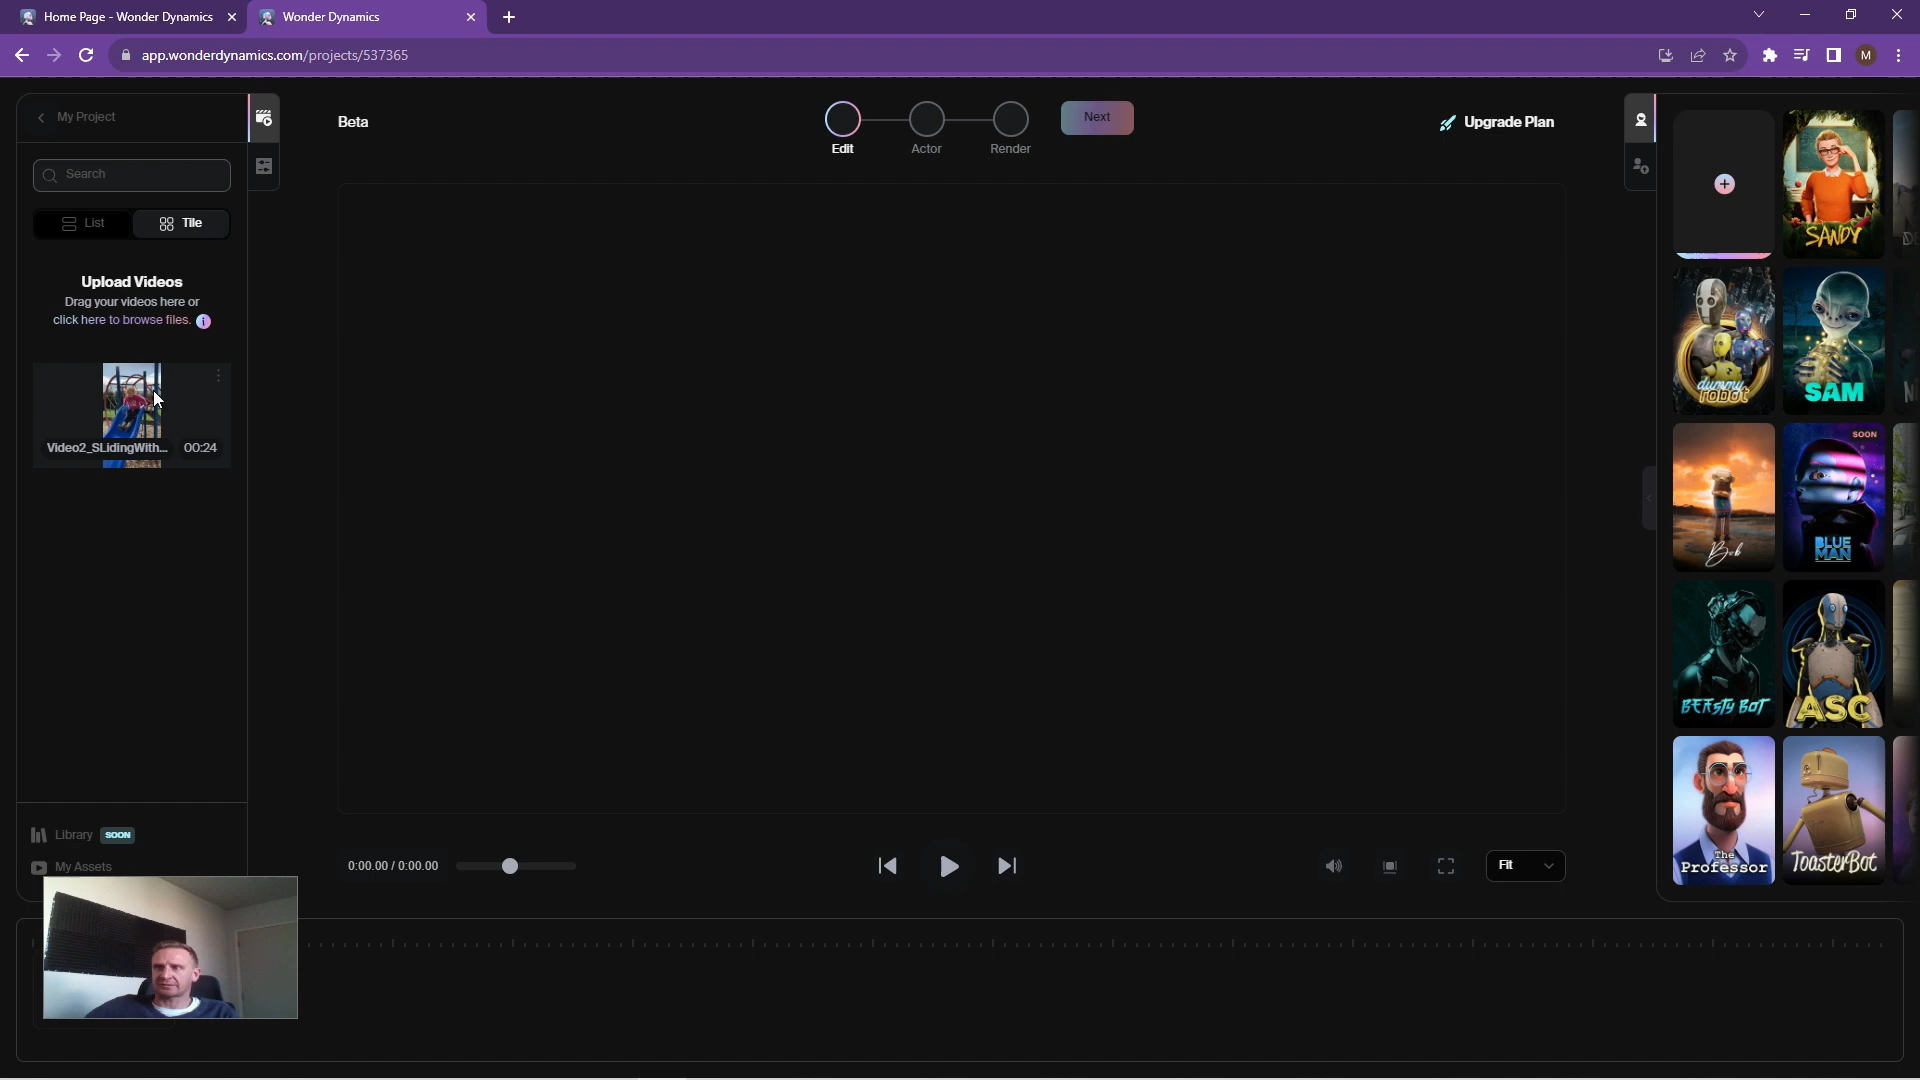 Home Page - Wonder Dynamics
Wonder Dynamics
app.wonderdynamics.com/projects/537365
M
My Project
Search
List
Tile
Upload Videos
Drag your videos here or
click here to browse files.
Video2_SLidingWith...
00:24
Library
SOON
My Assets
Beta
Edit
Actor
Render
Next
Upgrade Plan
0:00.00 / 0:00.00
Fit
SANDY
dummy
robot
SAM
Bob
SOON
BLUE
MAN
BEASTY BOT
ASC
The
Professor
ToasterBot